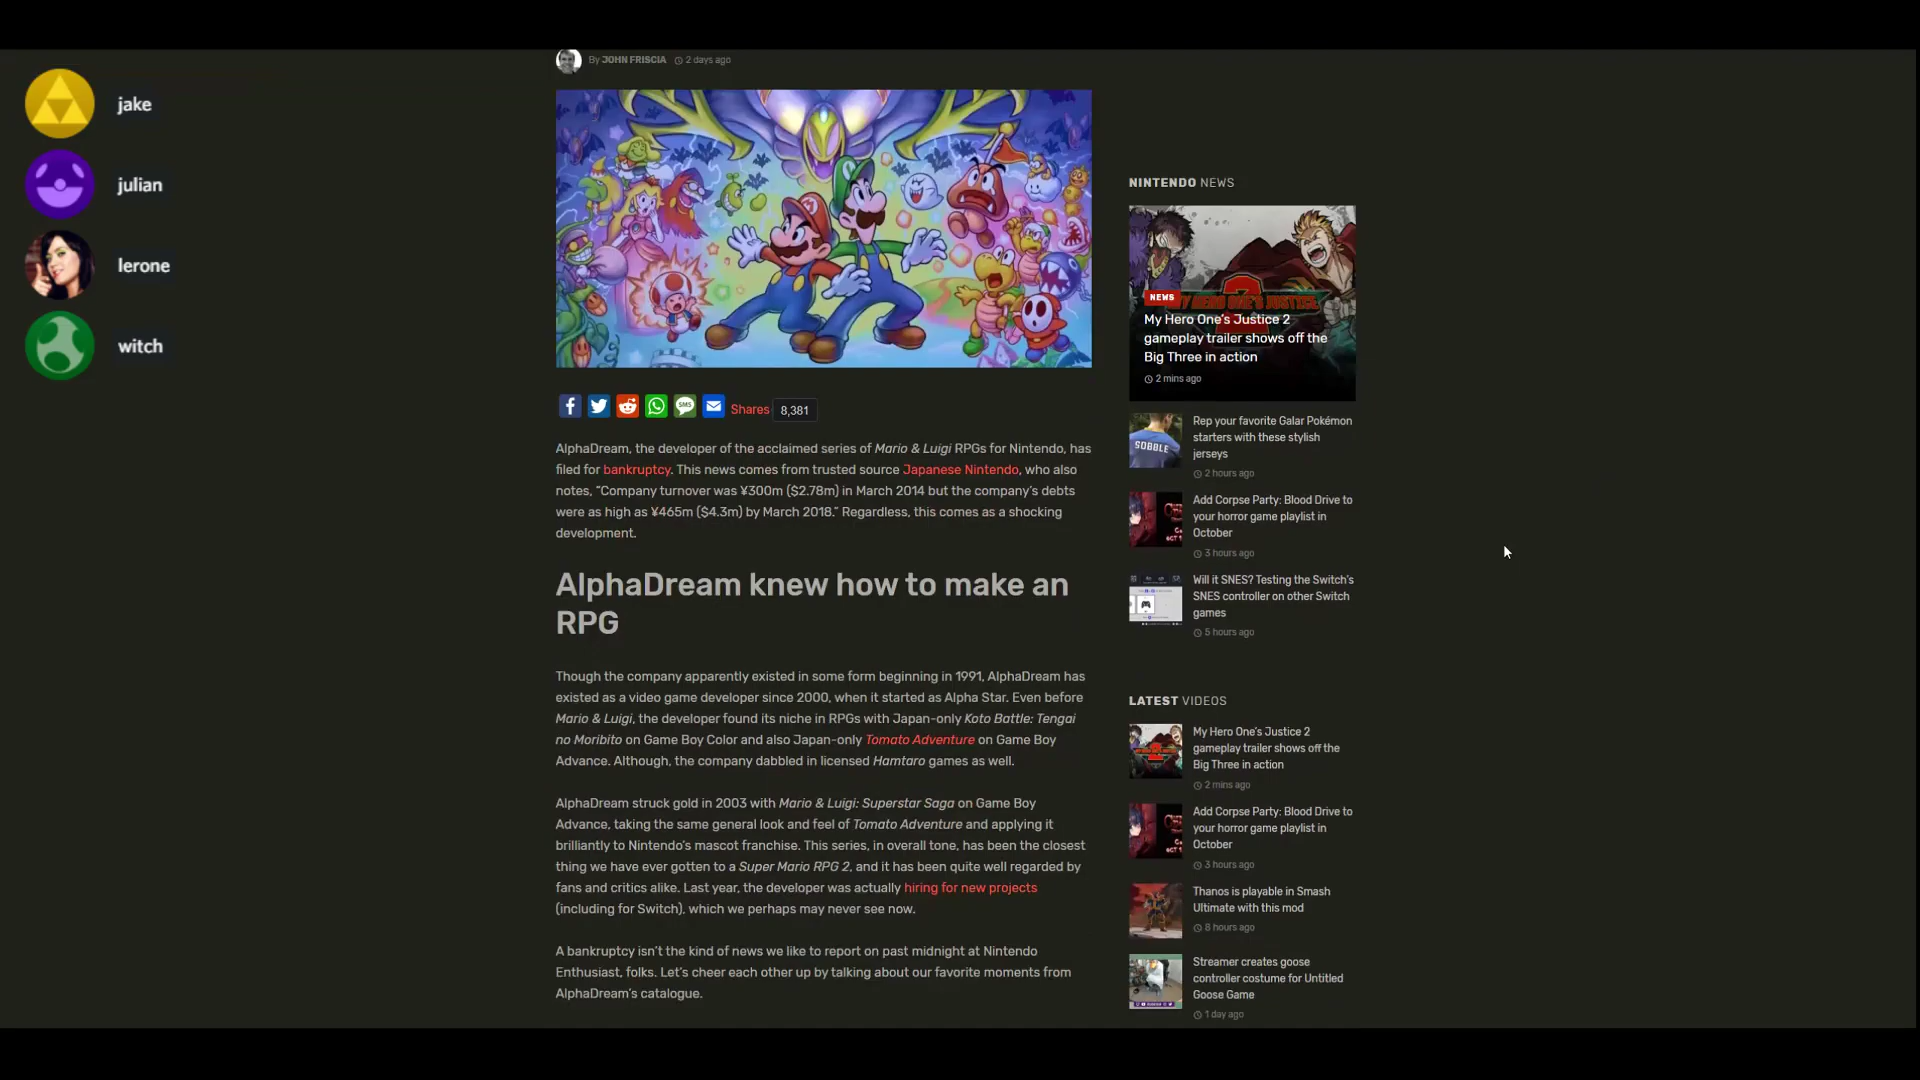 jake
julian
lerone
witch
By JOHN FRISCIA 2 days ago
Shares 8,381
AlphaDream, the developer of the acclaimed series of Mario & Luigi RPGs for Nintendo, has
filed for bankruptcy. This news comes from trusted source Japanese Nintendo, who also
notes, “Company turnover was ¥300m ($2.78m) in March 2014 but the company’s debts
were as high as ¥465m ($4.3m) by March 2018.” Regardless, this comes as a shocking
development.
AlphaDream knew how to make an
RPG
Though the company apparently existed in some form beginning in 1991, AlphaDream has
existed as a video game developer since 2000, when it started as Alpha Star. Even before
Mario & Luigi, the developer found its niche in RPGs with Japan-only Koto Battle: Tengai
no Moribito on Game Boy Color and also Japan-only Tomato Adventure on Game Boy
Advance. Although, the company dabbled in licensed Hamtaro games as well.
AlphaDream struck gold in 2003 with Mario & Luigi: Superstar Saga on Game Boy
Advance, taking the same general look and feel of Tomato Adventure and applying it
brilliantly to Nintendo’s mascot franchise. This series, in overall tone, has been the closest
thing we have ever gotten to a Super Mario RPG 2, and it has been quite well regarded by
fans and critics alike. Last year, the developer was actually hiring for new projects
(including for Switch), which we perhaps may never see now.
A bankruptcy isn’t the kind of news we like to report on past midnight at Nintendo
Enthusiast, folks. Let’s cheer each other up by talking about our favorite moments from
AlphaDream’s catalogue.
NINTENDO NEWS
MY HERO ONE'S JUSTICE
2
NEWS
My Hero One’s Justice 2
gameplay trailer shows off the
Big Three in action
2 mins ago
SOBBLE
Rep your favorite Galar Pokémon
starters with these stylish
jerseys
2 hours ago
Add Corpse Party: Blood Drive to
your horror game playlist in
October
3 hours ago
Will it SNES? Testing the Switch’s
SNES controller on other Switch
games
5 hours ago
LATEST VIDEOS
My Hero One’s Justice 2
gameplay trailer shows off the
Big Three in action
2 mins ago
Add Corpse Party: Blood Drive to
your horror game playlist in
October
3 hours ago
Thanos is playable in Smash
Ultimate with this mod
8 hours ago
Streamer creates goose
controller costume for Untitled
Goose Game
1 day ago